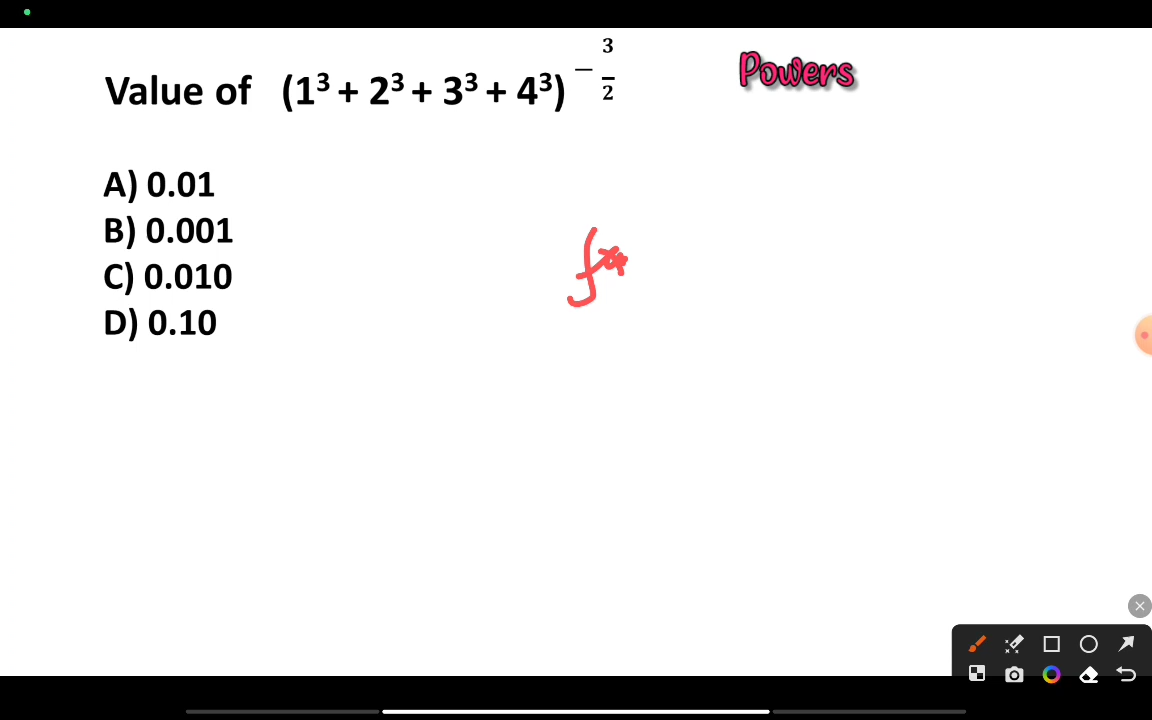 Value of (1³ + 2³ + 3³ + 4³)^(− 3/2)
Powers
A) 0.01
B) 0.001
C) 0.010
D) 0.10